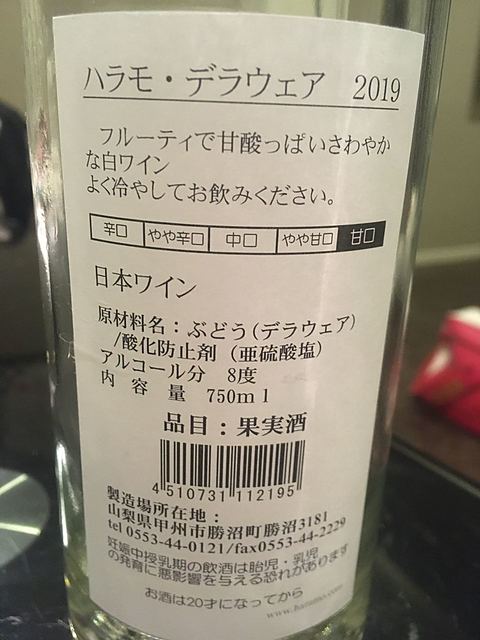 ハラモ・デラウェア 2019
フルーティで甘酸っぱいさわやか
な白ワイン
よく冷やしてお飲みください。
辛口 やや辛口 中口 やや甘口 甘口
日本ワイン
原材料名：ぶどう（デラウェア）
/酸化防止剤（亜硫酸塩）
アルコール分 8度
内容量 750ml
品目：果実酒
4 510731 112195
製造場所在地：
山梨県甲州市勝沼町勝沼3181
tel 0553-44-0121/fax0553-44-2229
妊娠中授乳期の飲酒は胎児・乳児
の発育に悪影響を与える恐れがあります
お酒は20才になってから
www.haramo.com